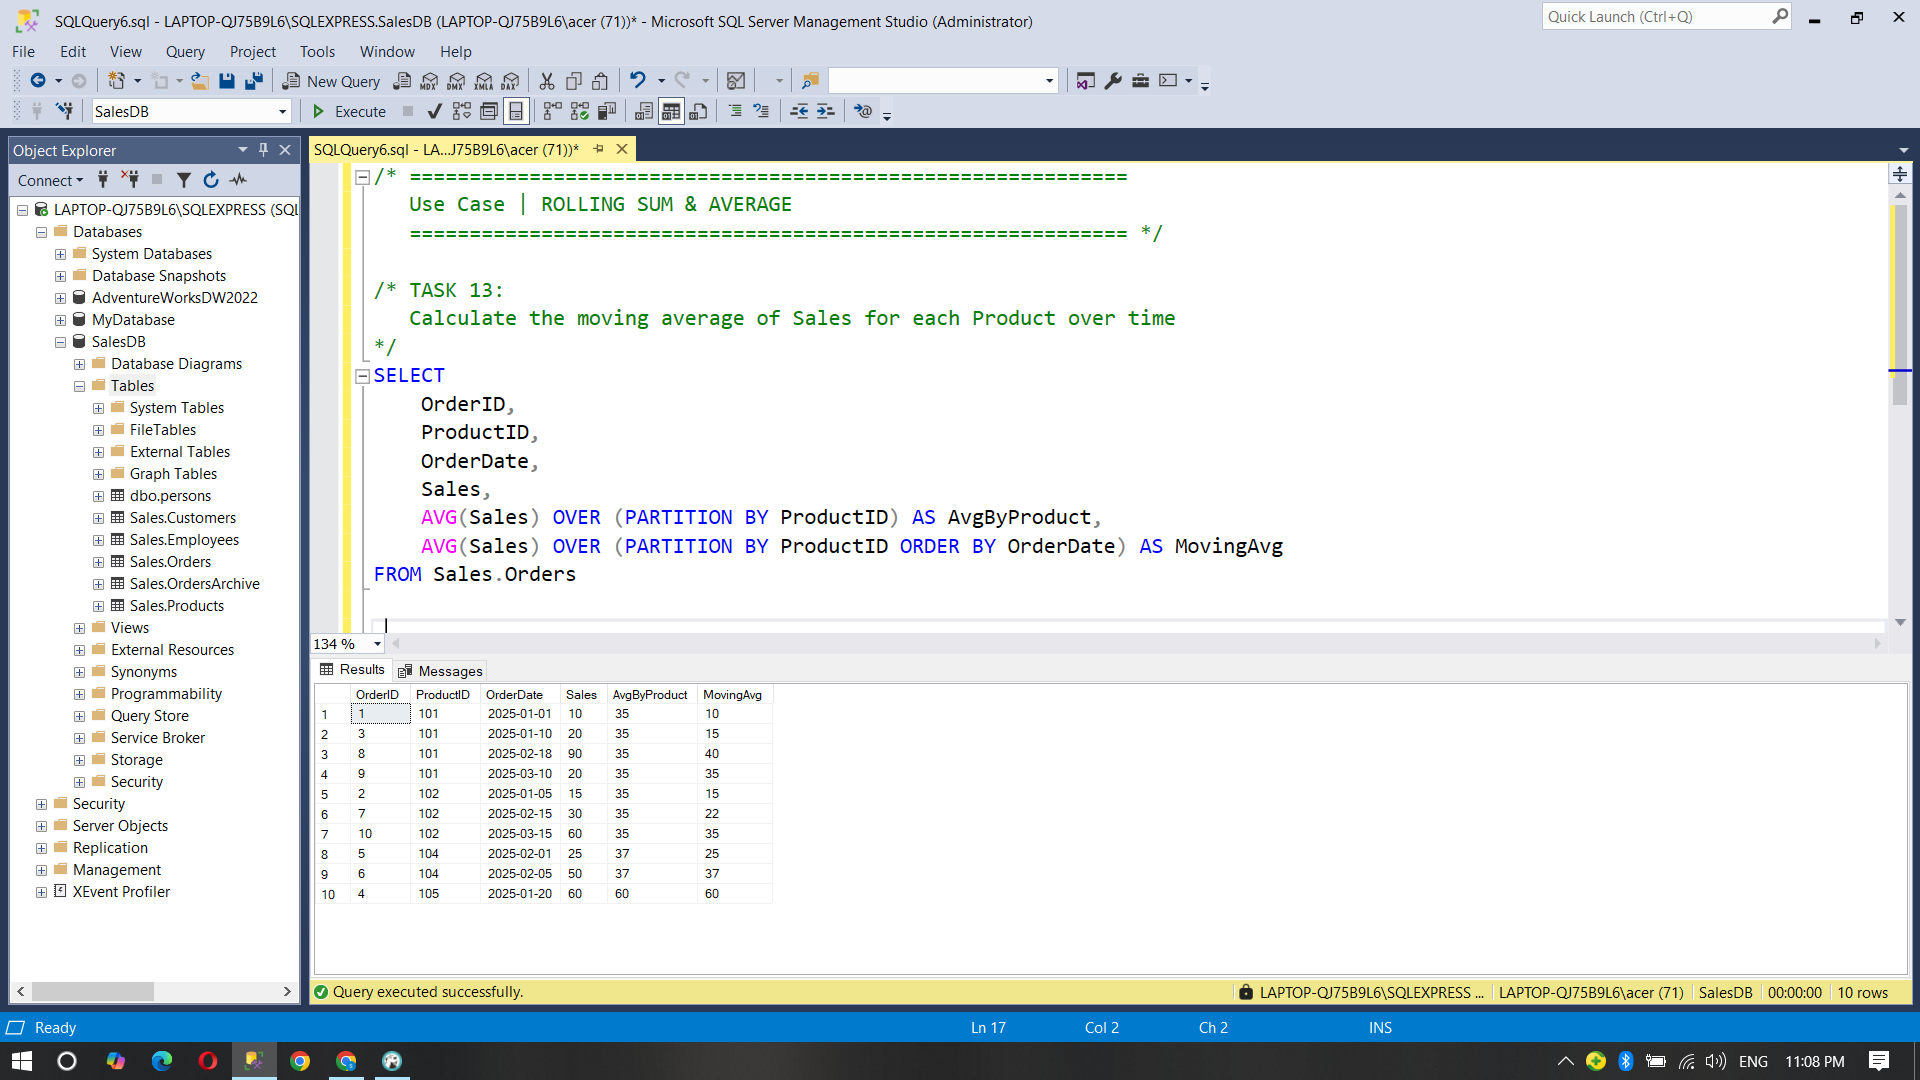 SQLQuery6.sql - LAPTOP-QJ75B9L6\SQLEXPRESS.SalesDB (LAPTOP-QJ75B9L6\acer (71))* - Microsoft SQL Server Management Studio (Administrator)
Quick Launch (Ctrl+Q)
File Edit View Query Project Tools Window Help
New Query MDX DMX XMLA DAX
SalesDB Execute
Object Explorer
SQLQuery6.sql - LA...J75B9L6\acer (71))*
Connect
LAPTOP-QJ75B9L6\SQLEXPRESS (SQL
Databases
System Databases
Database Snapshots
AdventureWorksDW2022
MyDatabase
SalesDB
Database Diagrams
Tables
System Tables
FileTables
External Tables
Graph Tables
dbo.persons
Sales.Customers
Sales.Employees
Sales.Orders
Sales.OrdersArchive
Sales.Products
Views
External Resources
Synonyms
Programmability
Query Store
Service Broker
Storage
Security
Security
Server Objects
Replication
Management
XEvent Profiler
/* ============================================================
Use Case | ROLLING SUM & AVERAGE
============================================================ */
/* TASK 13:
Calculate the moving average of Sales for each Product over time
*/
SELECT
OrderID,
ProductID,
OrderDate,
Sales,
AVG(Sales) OVER (PARTITION BY ProductID) AS AvgByProduct,
AVG(Sales) OVER (PARTITION BY ProductID ORDER BY OrderDate) AS MovingAvg
FROM Sales.Orders
134 %
Results Messages
OrderID ProductID OrderDate Sales AvgByProduct MovingAvg
1 1 101 2025-01-01 10 35 10
2 3 101 2025-01-10 20 35 15
3 8 101 2025-02-18 90 35 40
4 9 101 2025-03-10 20 35 35
5 2 102 2025-01-05 15 35 15
6 7 102 2025-02-15 30 35 22
7 10 102 2025-03-15 60 35 35
8 5 104 2025-02-01 25 37 25
9 6 104 2025-02-05 50 37 37
10 4 105 2025-01-20 60 60 60
Query executed successfully.
LAPTOP-QJ75B9L6\SQLEXPRESS ... LAPTOP-QJ75B9L6\acer (71) SalesDB 00:00:00 10 rows
Ready Ln 17 Col 2 Ch 2 INS
ENG 11:08 PM